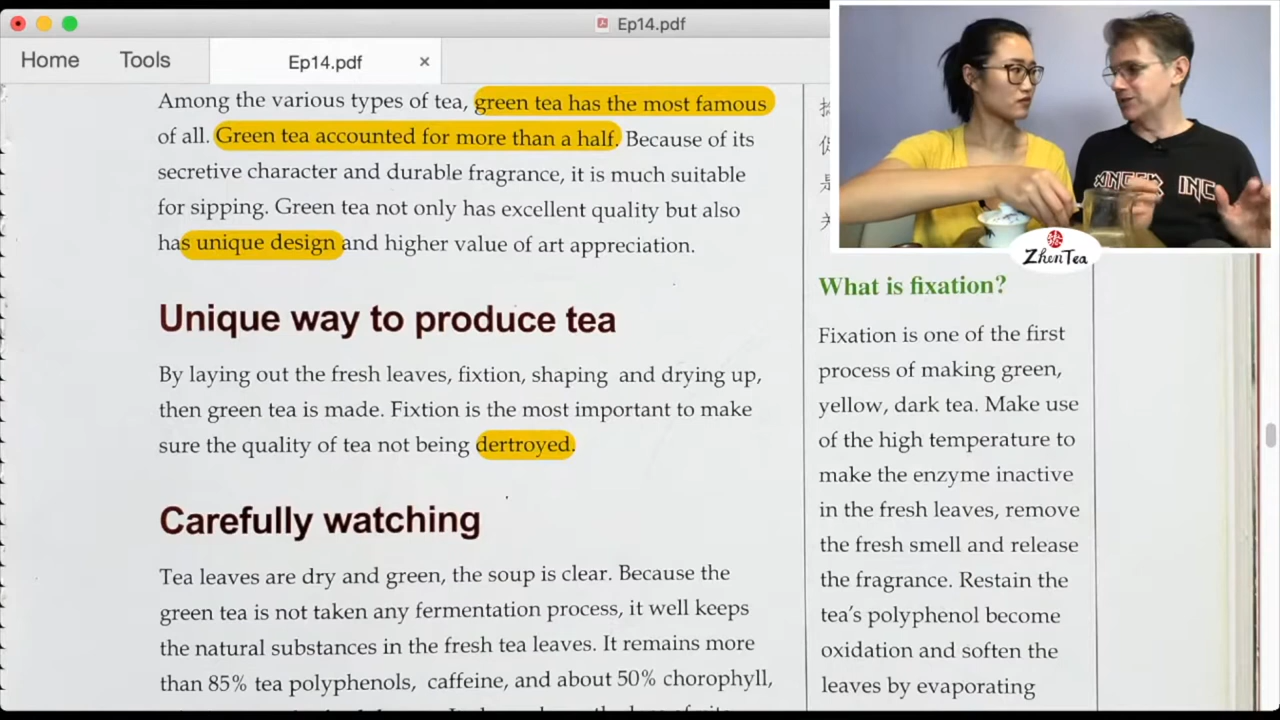 Ep14.pdf
Home
Tools
Ep14.pdf
×
Among the various types of tea, green tea has the most famous
of all. Green tea accounted for more than a half. Because of its
secretive character and durable fragrance, it is much suitable
for sipping. Green tea not only has excellent quality but also
has unique design and higher value of art appreciation.
Unique way to produce tea
By laying out the fresh leaves, fixtion, shaping and drying up,
then green tea is made. Fixtion is the most important to make
sure the quality of tea not being dertroyed.
Carefully watching
Tea leaves are dry and green, the soup is clear. Because the
green tea is not taken any fermentation process, it well keeps
the natural substances in the fresh tea leaves. It remains more
than 85% tea polyphenols, caffeine, and about 50% chorophyll,
ZhenTea
What is fixation?
Fixation is one of the first
process of making green,
yellow, dark tea. Make use
of the high temperature to
make the enzyme inactive
in the fresh leaves, remove
the fresh smell and release
the fragrance. Restain the
tea's polyphenol become
oxidation and soften the
leaves by evaporating